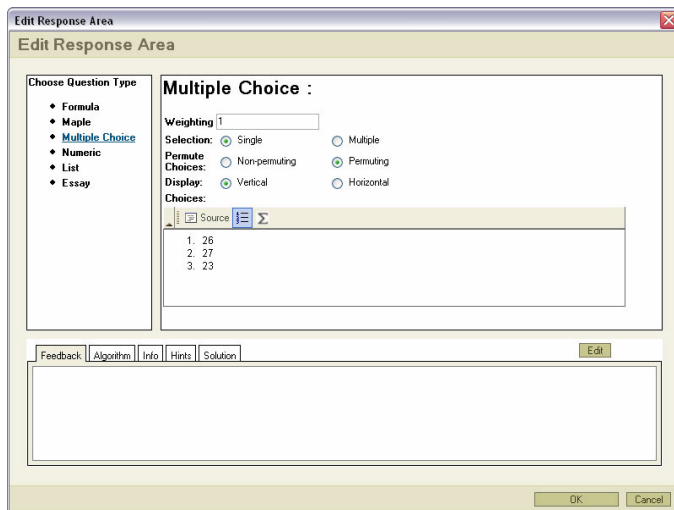 Edit Response Area
Edit Response Area
Choose Question Type
Formula
Maple
Multiple Choice
Numeric
List
Essay
Multiple Choice :
Weighting 1
Selection: Single Multiple
Permute Choices: Non-permuting Permuting
Display: Vertical Horizontal
Choices:
Source Σ
1. 26
2. 27
3. 23
Feedback Algorithm Info Hints Solution Edit
OK Cancel